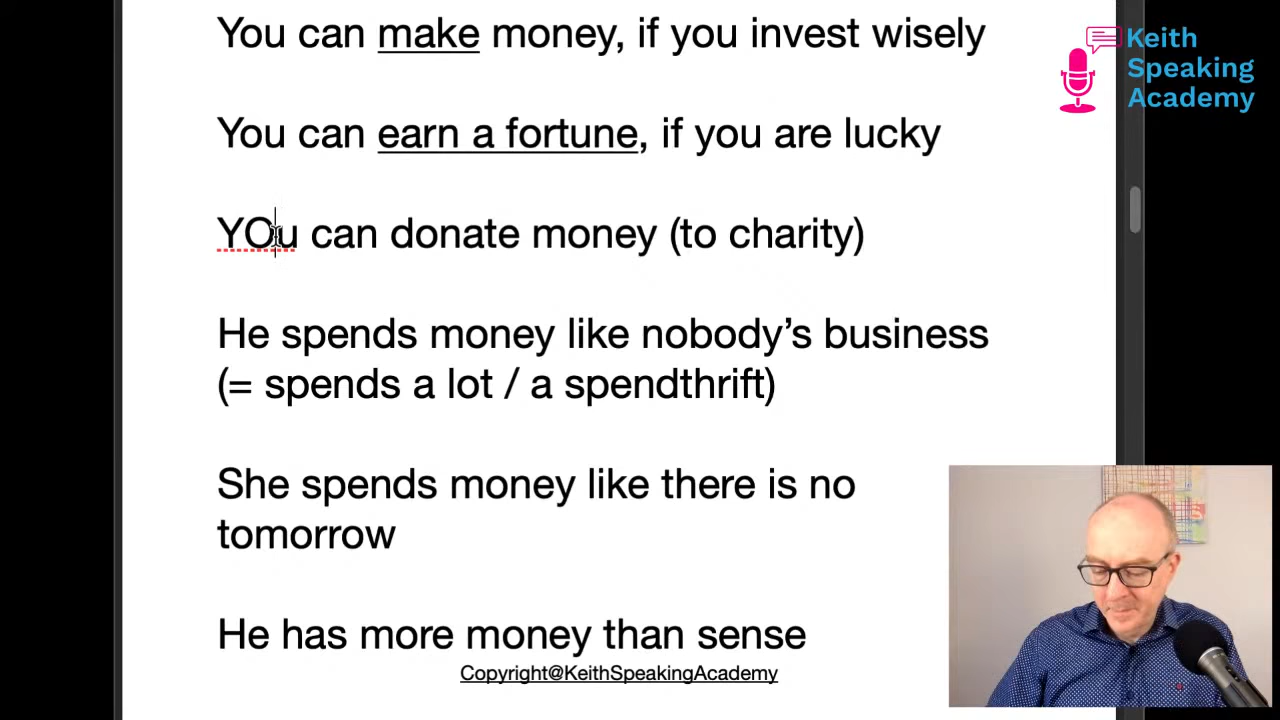 You can make money, if you invest wisely
Keith
Speaking
Academy
You can earn a fortune, if you are lucky
YOu can donate money (to charity)
He spends money like nobody’s business
(= spends a lot / a spendthrift)
She spends money like there is no
tomorrow
He has more money than sense
Copyright@KeithSpeakingAcademy